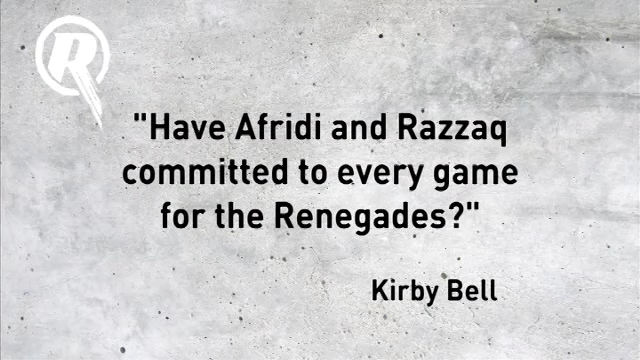 R
"Have Afridi and Razzaq
committed to every game
for the Renegades?"
Kirby Bell